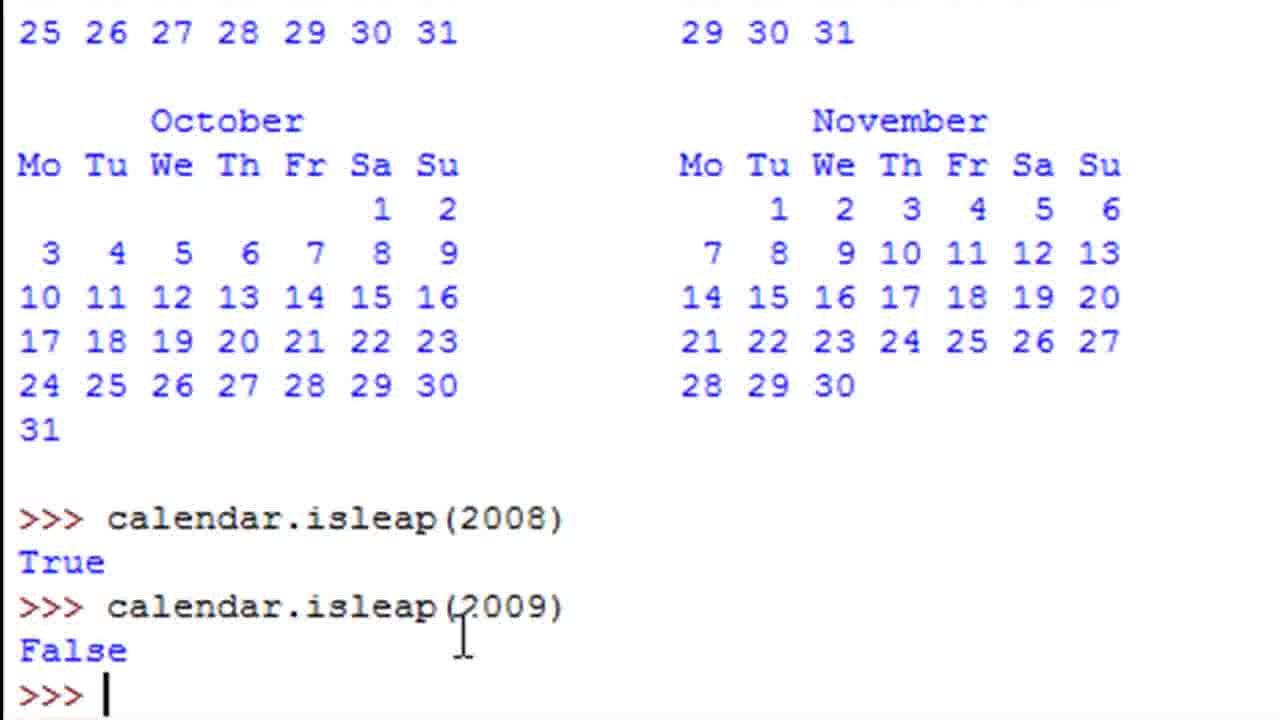 25 26 27 28 29 30 31          29 30 31
      October                       November
Mo Tu We Th Fr Sa Su          Mo Tu We Th Fr Sa Su
                1  2              1  2  3  4  5  6
 3  4  5  6  7  8  9           7  8  9 10 11 12 13
10 11 12 13 14 15 16          14 15 16 17 18 19 20
17 18 19 20 21 22 23          21 22 23 24 25 26 27
24 25 26 27 28 29 30          28 29 30
31
>>> calendar.isleap(2008)
True
>>> calendar.isleap(2009)
False
>>>